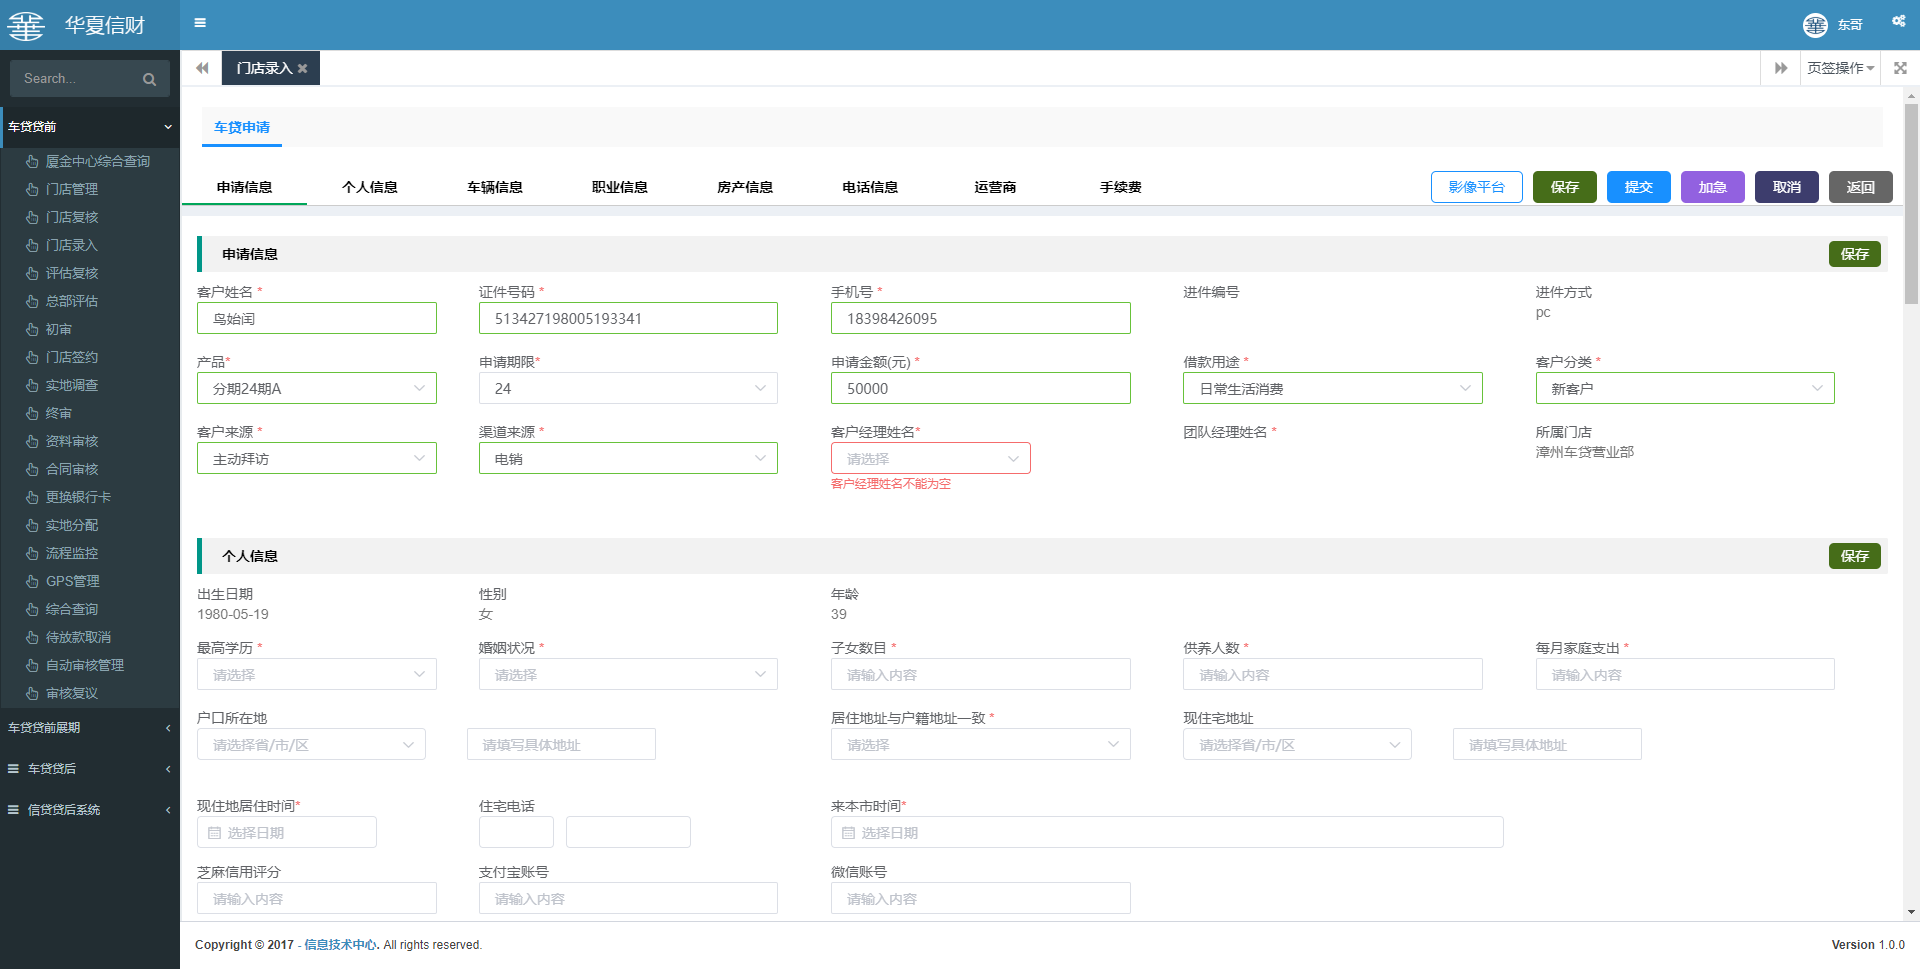 华夏信财
东哥
Search...
门店录入
页签操作
车贷贷前
厦金中心综合查询
门店管理
门店复核
门店录入
评估复核
总部评估
初审
门店签约
实地调查
终审
资料审核
合同审核
更换银行卡
实地分配
流程监控
GPS管理
综合查询
待放款取消
自动审核管理
审核复议
车贷贷前展期
车贷贷后
信贷贷后系统
车贷申请
申请信息 个人信息 车辆信息 职业信息 房产信息 电话信息 运营商 手续费
影像平台 保存 提交 加急 取消 返回
申请信息 保存
客户姓名 * 证件号码 * 手机号 * 进件编号 进件方式
鸟始闰 513427198005193341 18398426095 pc
产品* 申请期限* 申请金额(元) * 借款用途 * 客户分类 *
分期24期A 24 50000 日常生活消费 新客户
客户来源 * 渠道来源 * 客户经理姓名* 团队经理姓名 * 所属门店
主动拜访 电销 请选择 漳州车贷营业部
客户经理姓名不能为空
个人信息 保存
出生日期 性别 年龄
1980-05-19 女 39
最高学历 * 婚姻状况 * 子女数目 * 供养人数 * 每月家庭支出 *
请选择 请选择 请输入内容 请输入内容 请输入内容
户口所在地 居住地址与户籍地址一致 * 现住宅地址
请选择省/市/区 请填写具体地址 请选择 请选择省/市/区 请填写具体地址
现住地居住时间* 住宅电话 来本市时间*
选择日期 选择日期
芝麻信用评分 支付宝账号 微信账号
请输入内容 请输入内容 请输入内容
Copyright © 2017 - 信息技术中心. All rights reserved. Version 1.0.0